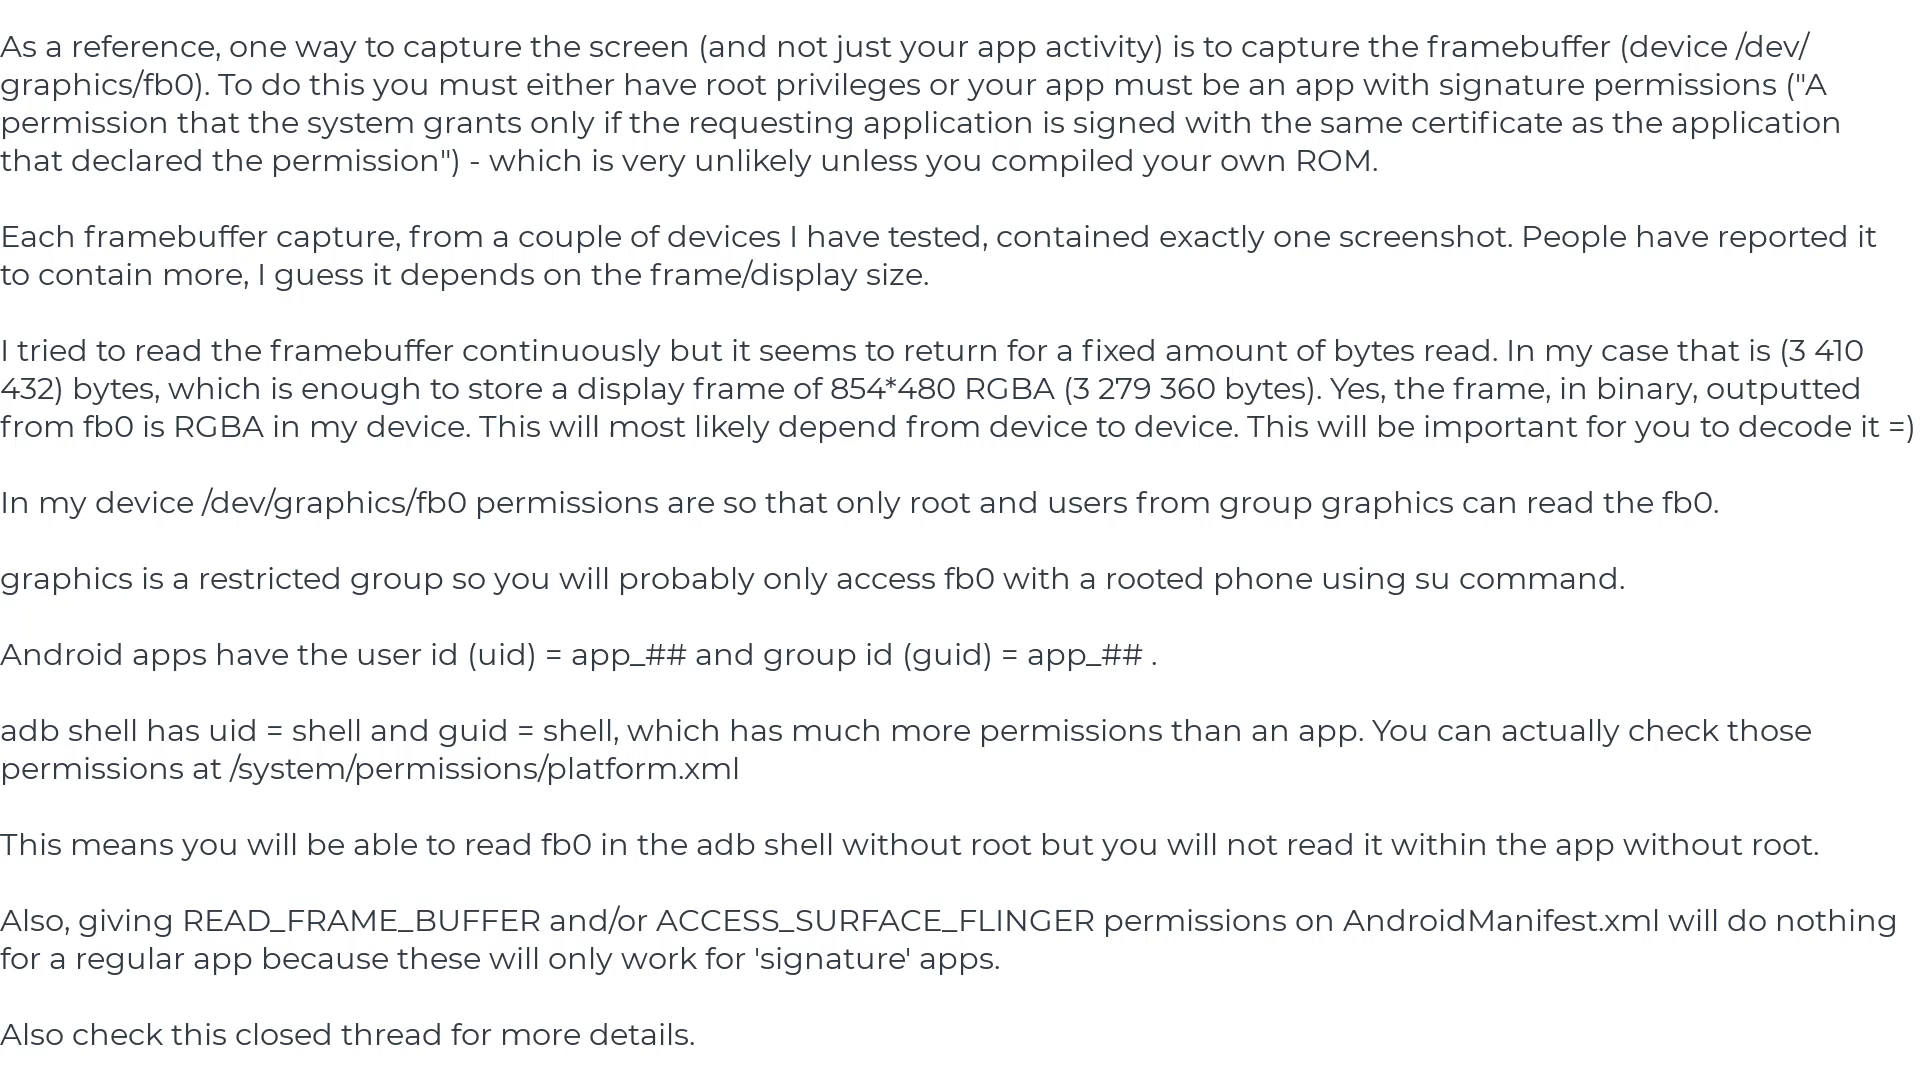 As a reference, one way to capture the screen (and not just your app activity) is to capture the framebuffer (device /dev/
graphics/fb0). To do this you must either have root privileges or your app must be an app with signature permissions ("A
permission that the system grants only if the requesting application is signed with the same certificate as the application
that declared the permission") - which is very unlikely unless you compiled your own ROM.
Each framebuffer capture, from a couple of devices I have tested, contained exactly one screenshot. People have reported it
to contain more, I guess it depends on the frame/display size.
I tried to read the framebuffer continuously but it seems to return for a fixed amount of bytes read. In my case that is (3 410
432) bytes, which is enough to store a display frame of 854*480 RGBA (3 279 360 bytes). Yes, the frame, in binary, outputted
from fb0 is RGBA in my device. This will most likely depend from device to device. This will be important for you to decode it =)
In my device /dev/graphics/fb0 permissions are so that only root and users from group graphics can read the fb0.
graphics is a restricted group so you will probably only access fb0 with a rooted phone using su command.
Android apps have the user id (uid) = app_## and group id (guid) = app_## .
adb shell has uid = shell and guid = shell, which has much more permissions than an app. You can actually check those
permissions at /system/permissions/platform.xml
This means you will be able to read fb0 in the adb shell without root but you will not read it within the app without root.
Also, giving READ_FRAME_BUFFER and/or ACCESS_SURFACE_FLINGER permissions on AndroidManifest.xml will do nothing
for a regular app because these will only work for 'signature' apps.
Also check this closed thread for more details.